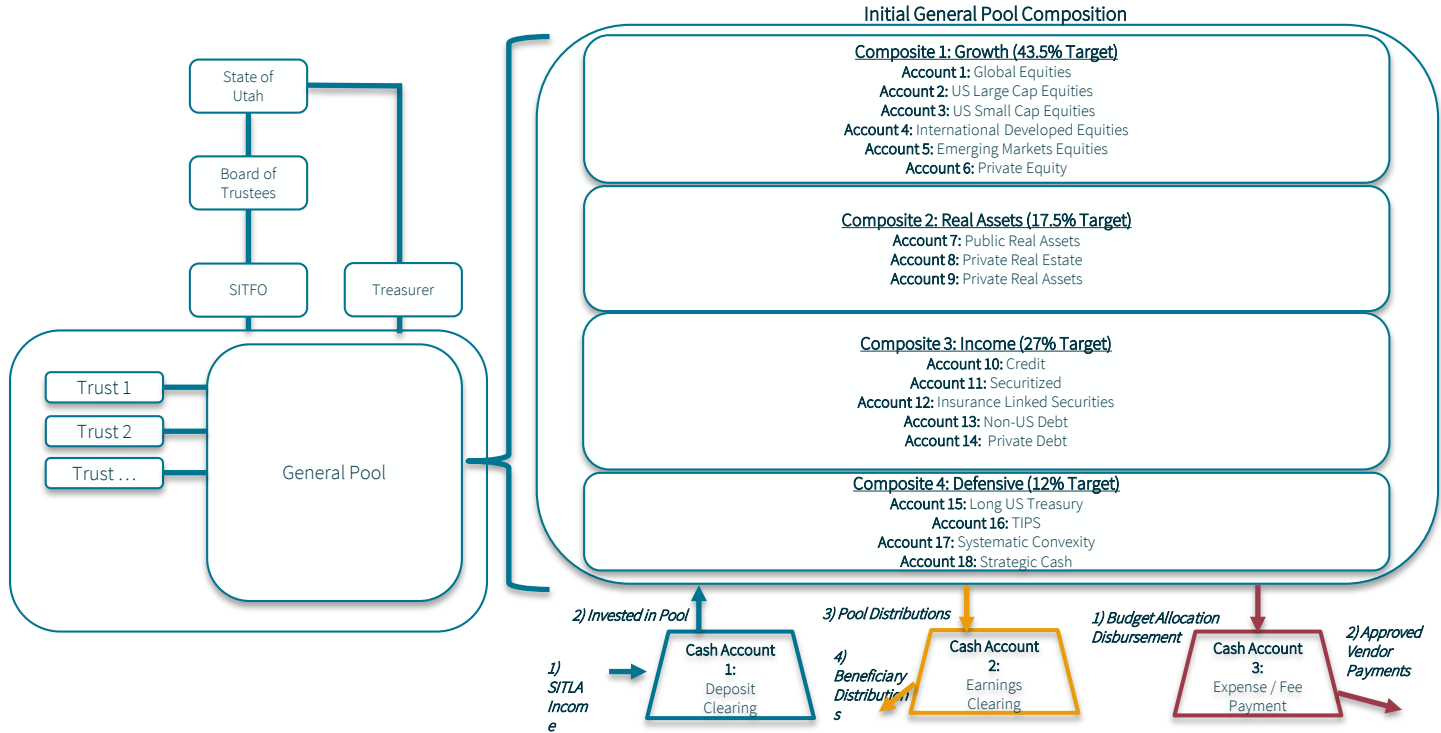 Initial General Pool Composition
State of
Utah
Board of
Trustees
SITFO
Treasurer
Trust 1
Trust 2
Trust ...
General Pool
Composite 1: Growth (43.5% Target)
Account 1: Global Equities
Account 2: US Large Cap Equities
Account 3: US Small Cap Equities
Account 4: International Developed Equities
Account 5: Emerging Markets Equities
Account 6: Private Equity
Composite 2: Real Assets (17.5% Target)
Account 7: Public Real Assets
Account 8: Private Real Estate
Account 9: Private Real Assets
Composite 3: Income (27% Target)
Account 10: Credit
Account 11: Securitized
Account 12: Insurance Linked Securities
Account 13: Non-US Debt
Account 14: Private Debt
Composite 4: Defensive (12% Target)
Account 15: Long US Treasury
Account 16: TIPS
Account 17: Systematic Convexity
Account 18: Strategic Cash
2) Invested in Pool
1)
SITLA
Incom
e
Cash Account
1:
Deposit
Clearing
3) Pool Distributions
4)
Beneficiary
Distribution
s
Cash Account
2:
Earnings
Clearing
1) Budget Allocation
Disbursement
Cash Account
3:
Expense / Fee
Payment
2) Approved
Vendor
Payments